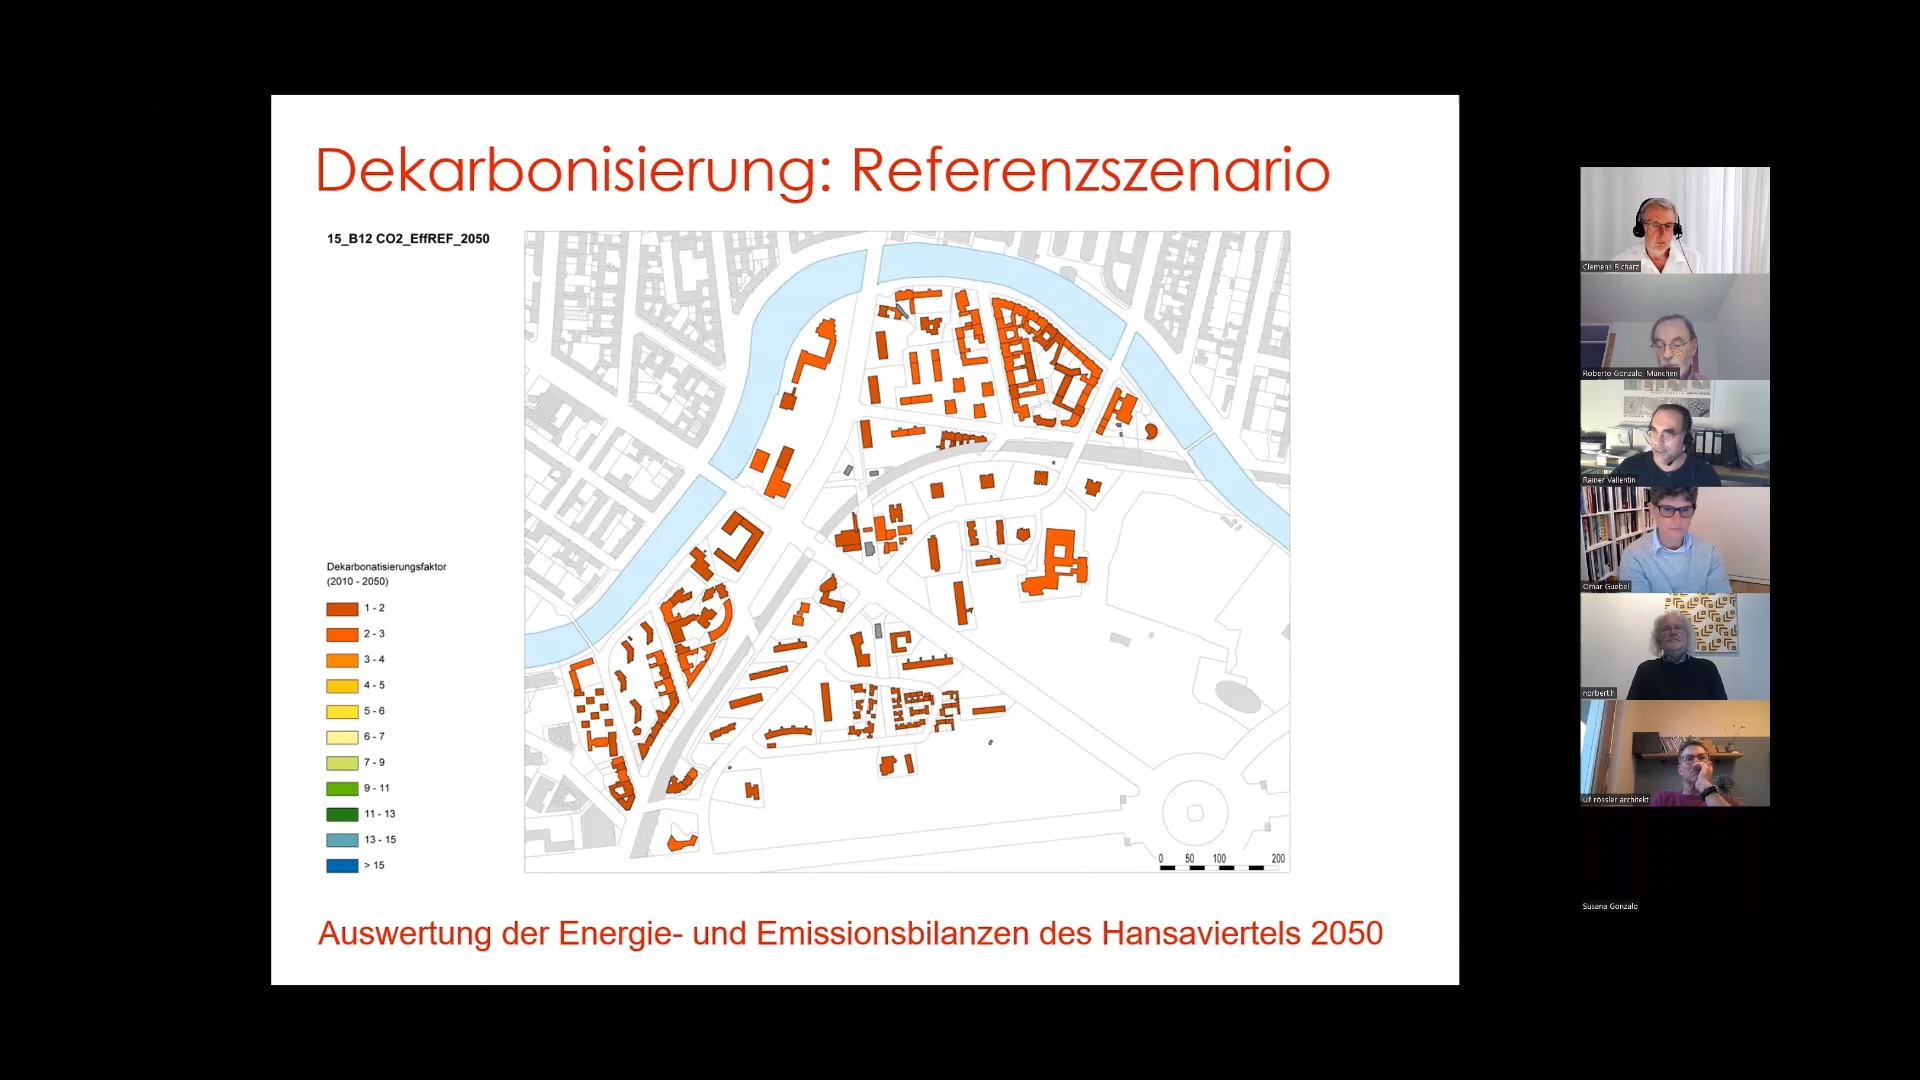 Dekarbonisierung: Referenzszenario
15_B12 CO2_EffREF_2050
Dekarbonatisierungsfaktor
(2010 - 2050)
1 - 2
2 - 3
3 - 4
4 - 5
5 - 6
6 - 7
7 - 9
9 - 11
11 - 13
13 - 15
> 15
0 50 100 200
Auswertung der Energie- und Emissionsbilanzen des Hansaviertels 2050
Clemens Richarz
Roberto Gonzalo, München
Rainer Vallentin
Omar Guebel
norbert.h
ulf rössler architekt
Susana Gonzalo